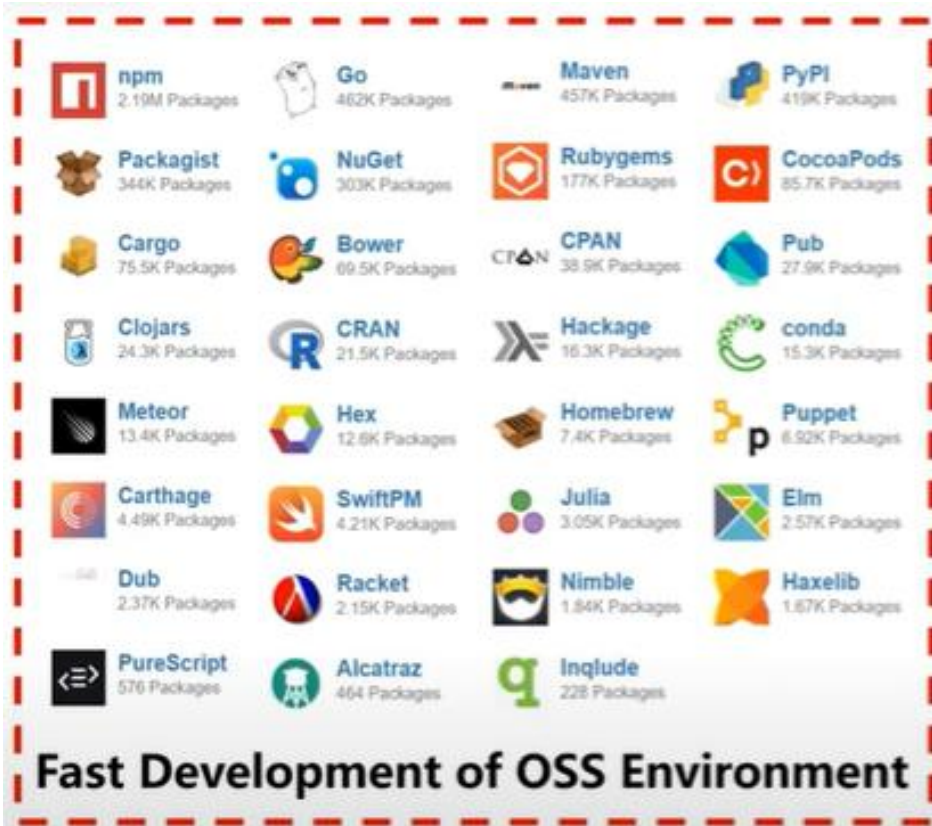 npm
2.19M Packages
Go
462K Packages
Maven
457K Packages
PyPI
419K Packages
Packagist
344K Packages
NuGet
303K Packages
Rubygems
177K Packages
CocoaPods
85.7K Packages
Cargo
75.5K Packages
Bower
69.5K Packages
CPAN
CPAN
38.9K Packages
Pub
27.9K Packages
Clojars
24.3K Packages
CRAN
21.5K Packages
Hackage
16.3K Packages
conda
15.3K Packages
Meteor
13.4K Packages
Hex
12.6K Packages
Homebrew
7.4K Packages
Puppet
6.92K Packages
Carthage
4.49K Packages
SwiftPM
4.21K Packages
Julia
3.05K Packages
Elm
2.57K Packages
Dub
2.37K Packages
Racket
2.15K Packages
Nimble
1.84K Packages
Haxelib
1.67K Packages
PureScript
576 Packages
Alcatraz
464 Packages
Inqlude
228 Packages
Fast Development of OSS Environment